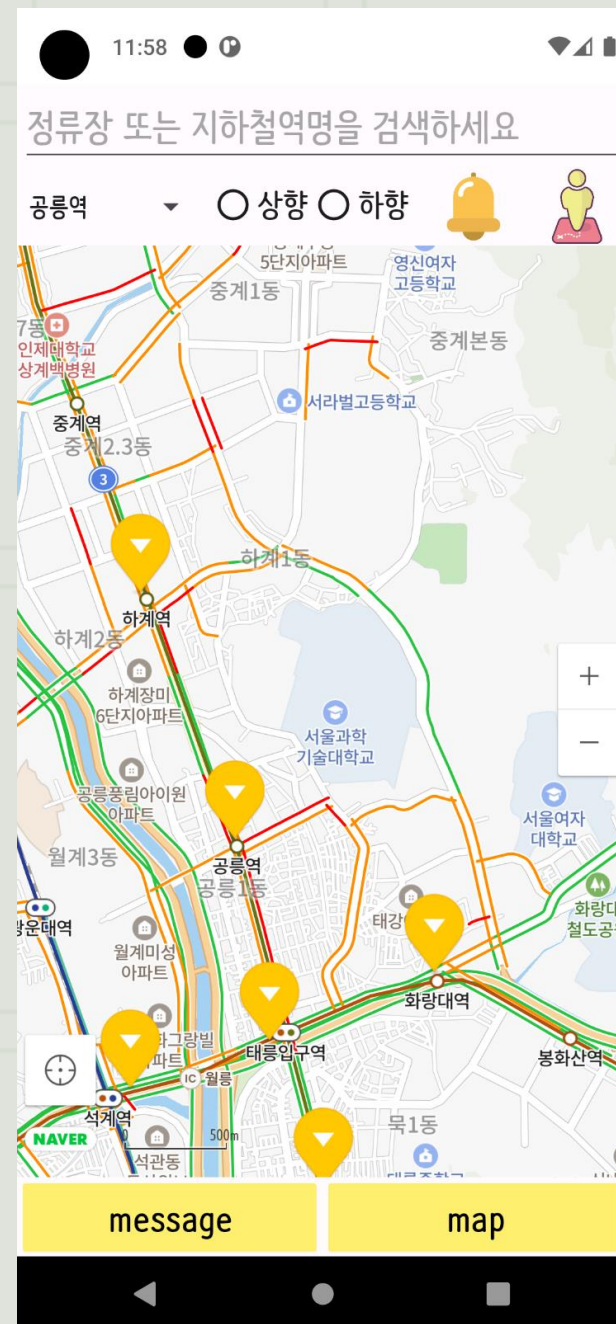 11:58
정류장 또는 지하철역명을 검색하세요
공릉역
상향
하향
5단지아파트
영신여자
고등학교
중계1동
7동
인제대학교
상계백병원
중계본동
서라벌고등학교
중계역
중계2.3동
3
하계1동
하계역
하계2동
하계장미
6단지아파트
서울과학
기술대학교
+
−
공릉풍림아이원
아파트
서울여자
대학교
월계3동
공릉역
공릉1동
화랑대
철도공
월계미성
아파트
화랑대역
그랑빌
파트
태릉입구역
봉화산역
IC 월릉
석계역
묵1동
NAVER
0
500m
석관동
message
map